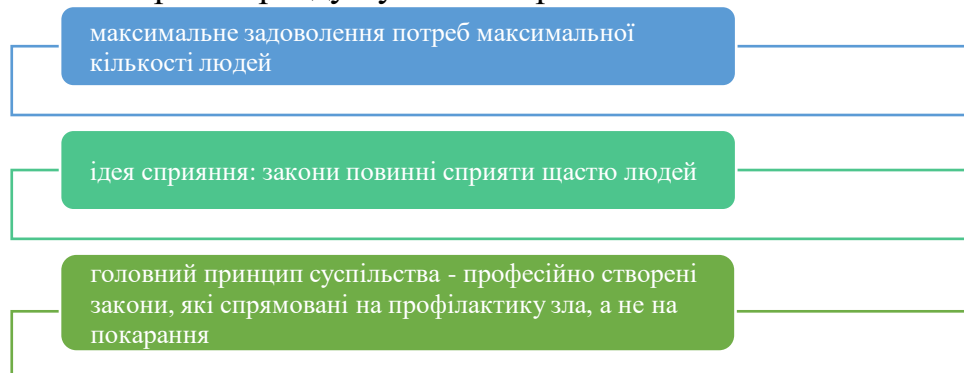 максимальне задоволення потреб максимальної
кількості людей
ідея сприяння: закони повинні сприяти щастю людей
головний принцип суспільства - професійно створені
закони, які спрямовані на профілактику зла, а не на
покарання